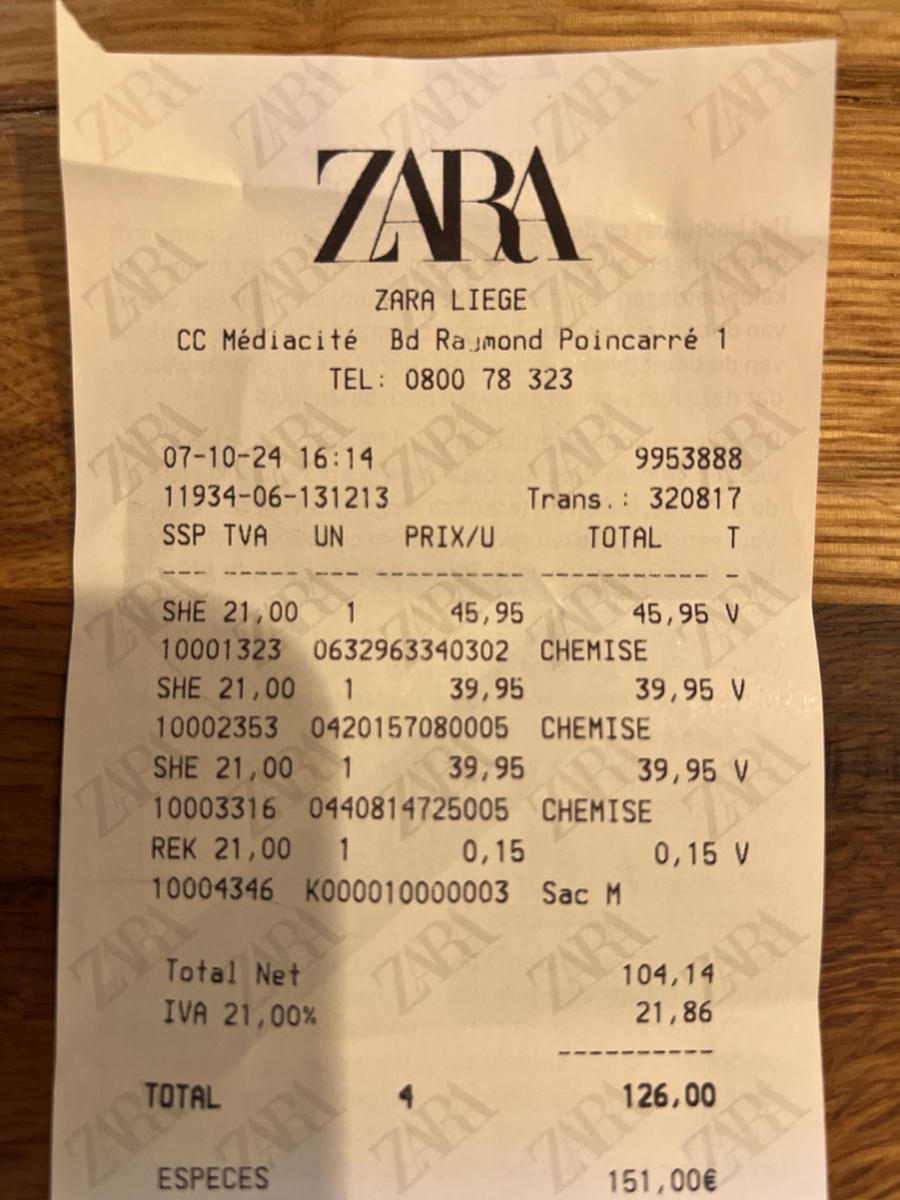 ZARA
ZARA LIEGE
CC Médiacité Bd Raymond Poincarré 1
TEL: 0800 78 323
07-10-24 16:14 9953888
11934-06-131213 Trans.: 320817
SSP TVA UN PRIX/U TOTAL T
---- ------ ---- ------------ ----------- -
SHE 21,00 1 45,95 45,95 V
10001323 0632963340302 CHEMISE
SHE 21,00 1 39,95 39,95 V
10002353 0420157080005 CHEMISE
SHE 21,00 1 39,95 39,95 V
10003316 0440814725005 CHEMISE
REK 21,00 1 0,15 0,15 V
10004346 K000010000003 Sac M
Total Net 104,14
IVA 21,00% 21,86
----------
TOTAL 4 126,00
ESPECES 151,00€